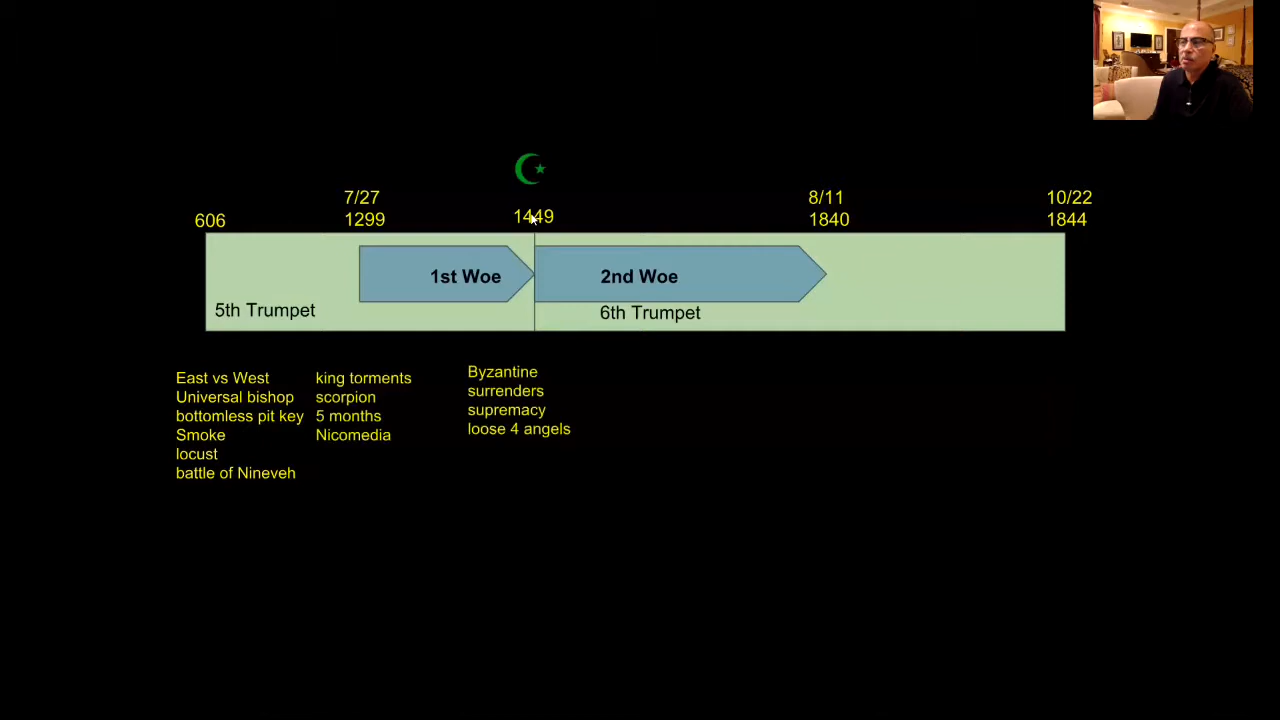 7/27
1299
1449
8/11
1840
10/22
1844
606
1st Woe
2nd Woe
5th Trumpet
6th Trumpet
East vs West
Universal bishop
bottomless pit key
Smoke
locust
battle of Nineveh
king torments
scorpion
5 months
Nicomedia
Byzantine
surrenders
supremacy
loose 4 angels